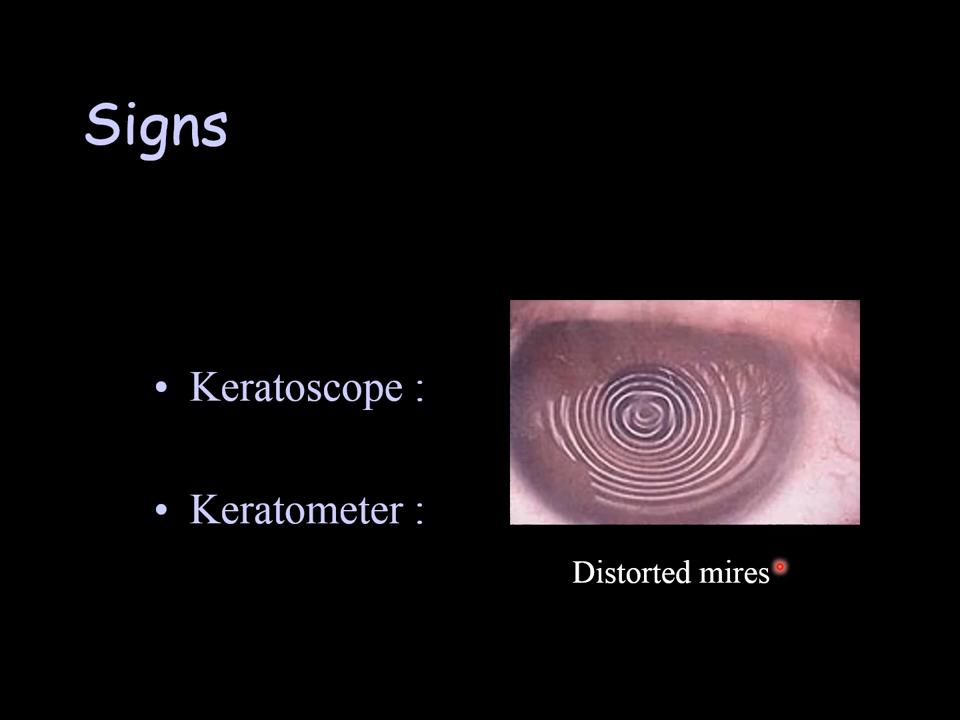 Signs
• Keratoscope :
• Keratometer :
Distorted mires